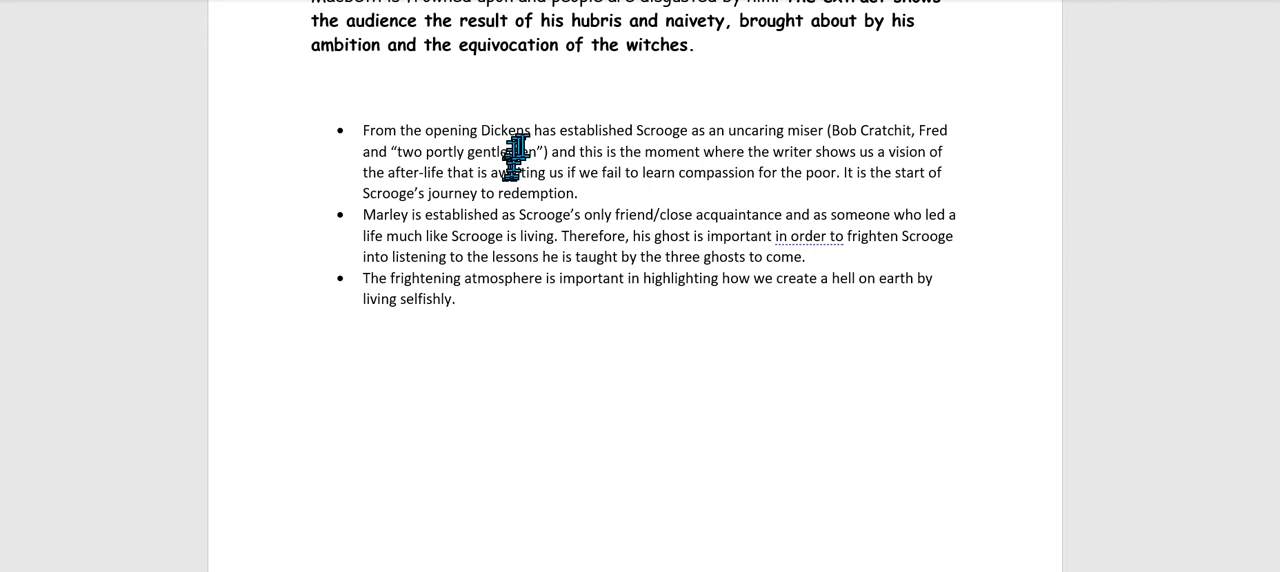 the audience the result of his hubris and naivety, brought about by his
ambition and the equivocation of the witches.
• From the opening Dickens has established Scrooge as an uncaring miser (Bob Cratchit, Fred
and “two portly gentlemen”) and this is the moment where the writer shows us a vision of
the after-life that is awaiting us if we fail to learn compassion for the poor. It is the start of
Scrooge’s journey to redemption.
• Marley is established as Scrooge’s only friend/close acquaintance and as someone who led a
life much like Scrooge is living. Therefore, his ghost is important in order to frighten Scrooge
into listening to the lessons he is taught by the three ghosts to come.
• The frightening atmosphere is important in highlighting how we create a hell on earth by
living selfishly.